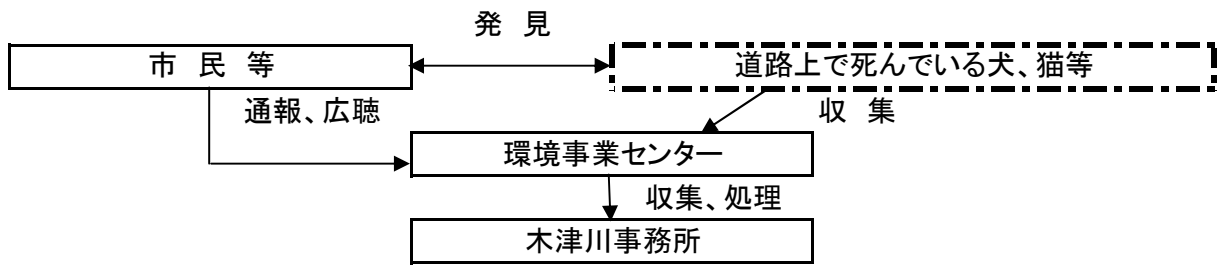 発 見
市 民 等
道路上で死んでいる犬、猫等
通報、広聴
収 集
環境事業センター
収集、処理
木津川事務所